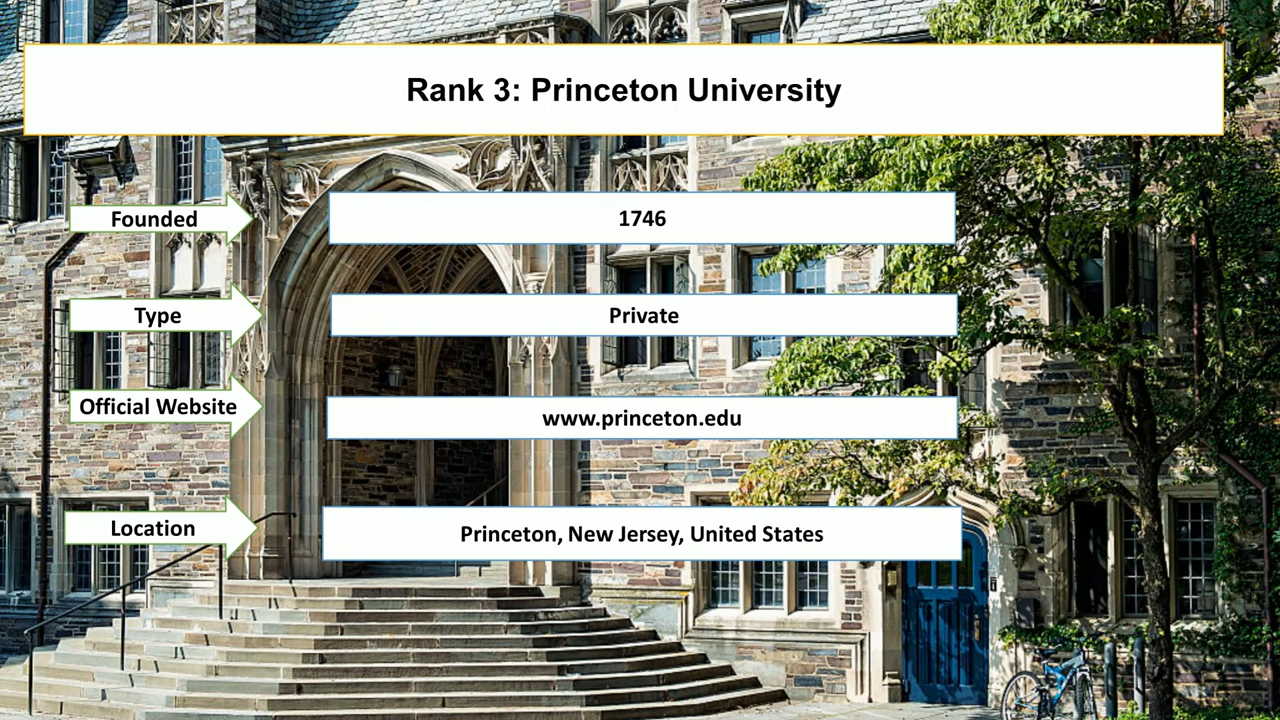 Rank 3: Princeton University
Founded
1746
Type
Private
Official Website
www.princeton.edu
Location
Princeton, New Jersey, United States